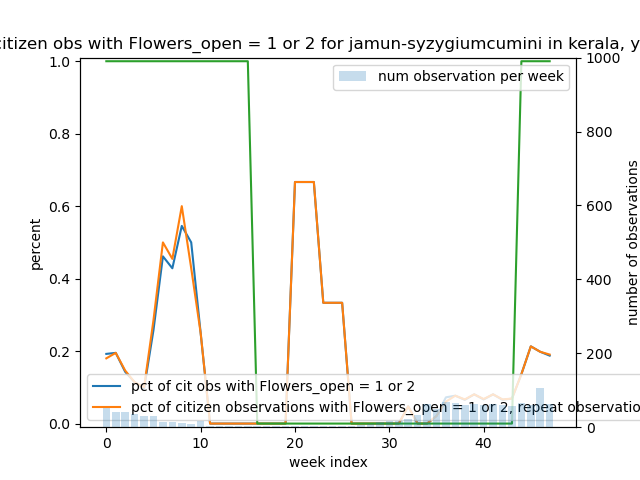 citizen obs with Flowers_open = 1 or 2 for jamun-syzygiumcumini in kerala, y
num observation per week
1.0
0.8
0.6
0.4
0.2
0.0
percent
1000
800
600
400
200
0
number of observations
pct of cit obs with Flowers_open = 1 or 2
pct of citizen observations with Flowers_open = 1 or 2, repeat observatio
0 10 20 30 40
week index